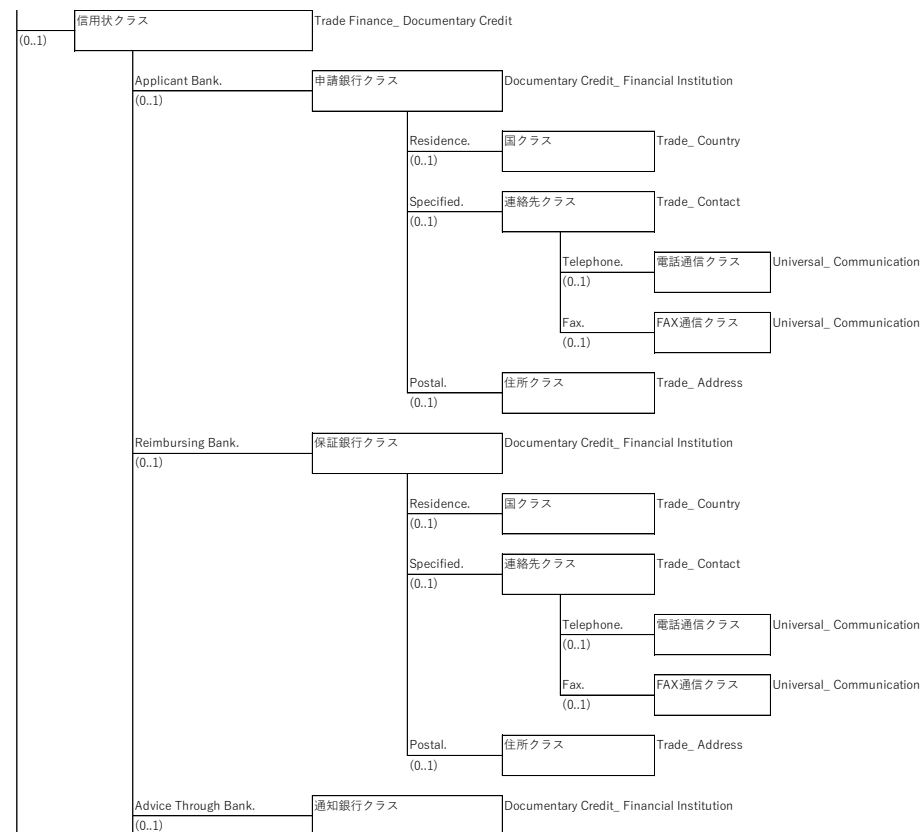 信用状クラス Trade Finance_ Documentary Credit
(0..1)
Applicant Bank. 申請銀行クラス Documentary Credit_ Financial Institution
(0..1)
Residence. 国クラス Trade_ Country
(0..1)
Specified. 連絡先クラス Trade_ Contact
(0..1)
Telephone. 電話通信クラス Universal_ Communication
(0..1)
Fax. FAX通信クラス Universal_ Communication
(0..1)
Postal. 住所クラス Trade_ Address
(0..1)
Reimbursing Bank. 保証銀行クラス Documentary Credit_ Financial Institution
(0..1)
Residence. 国クラス Trade_ Country
(0..1)
Specified. 連絡先クラス Trade_ Contact
(0..1)
Telephone. 電話通信クラス Universal_ Communication
(0..1)
Fax. FAX通信クラス Universal_ Communication
(0..1)
Postal. 住所クラス Trade_ Address
(0..1)
Advice Through Bank. 通知銀行クラス Documentary Credit_ Financial Institution
(0..1)